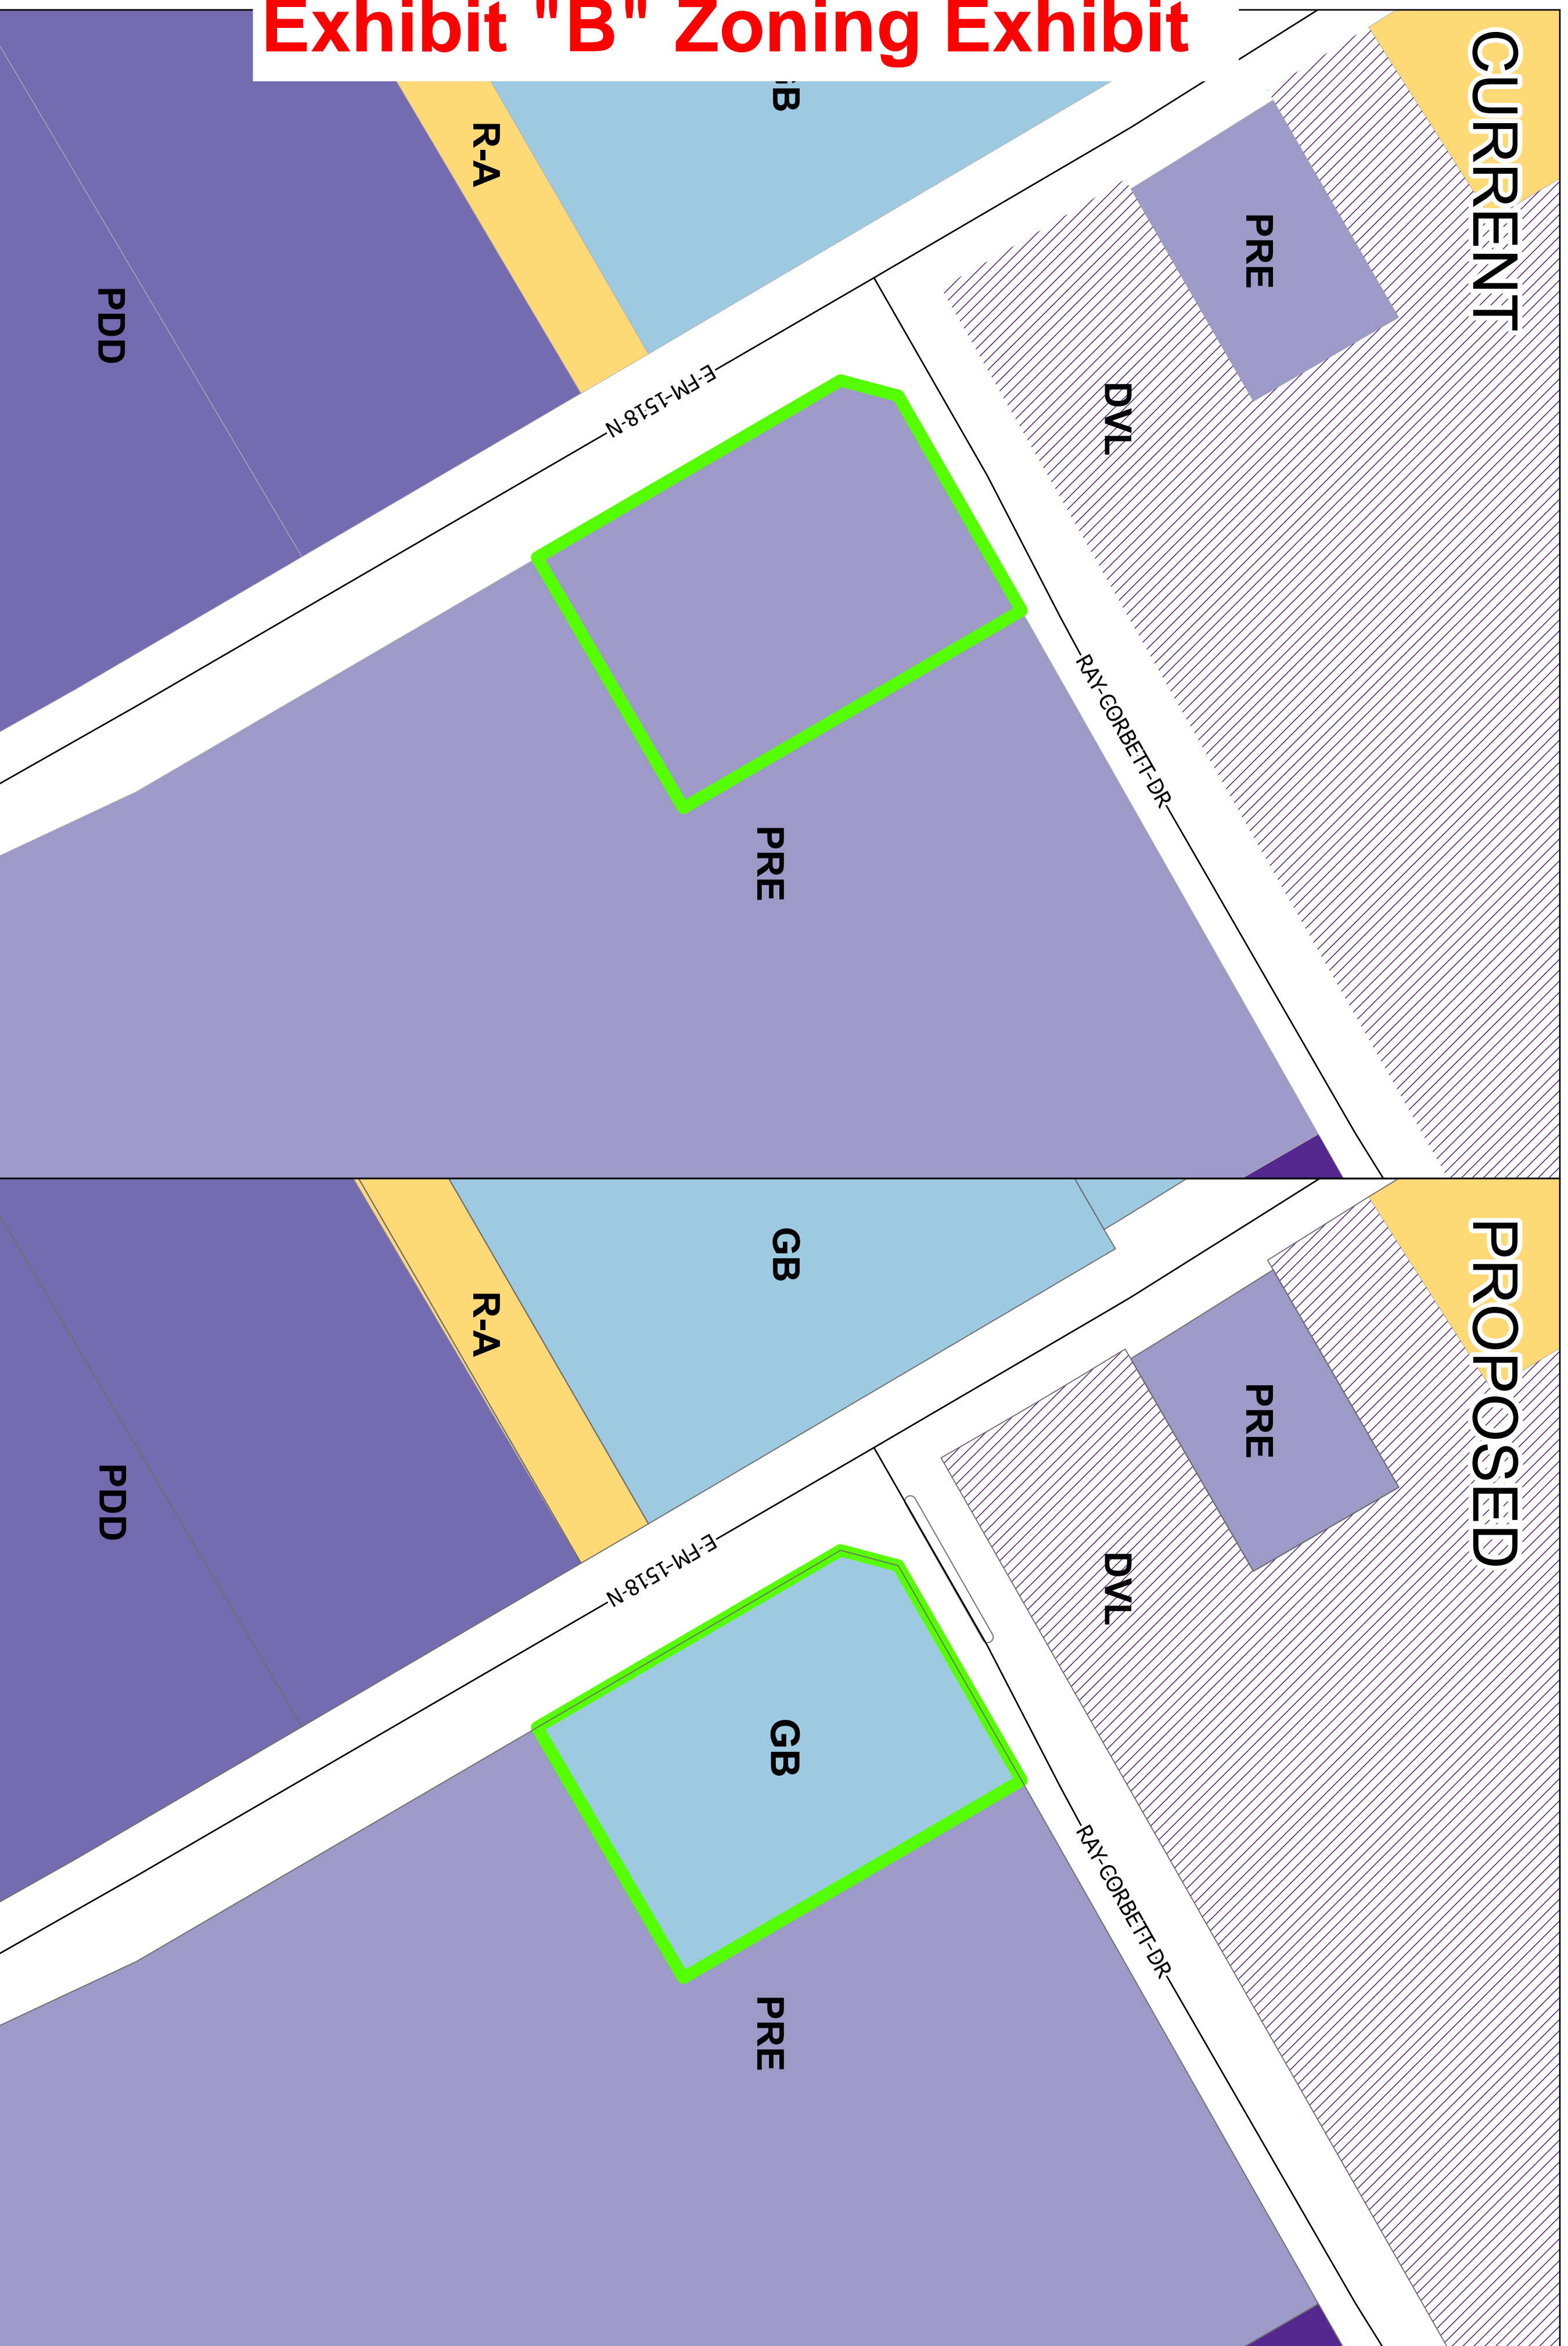 Exhibit "B" Zoning Exhibit
CURRENT
R-A
PRE
PDD
E-FM-1518-N
DVL
RAY-CORBETT-DR
PRE
PROPOSED
GB
R-A
PRE
PDD
E-FM-1518-N
DVL
GB
RAY-CORBETT-DR
PRE